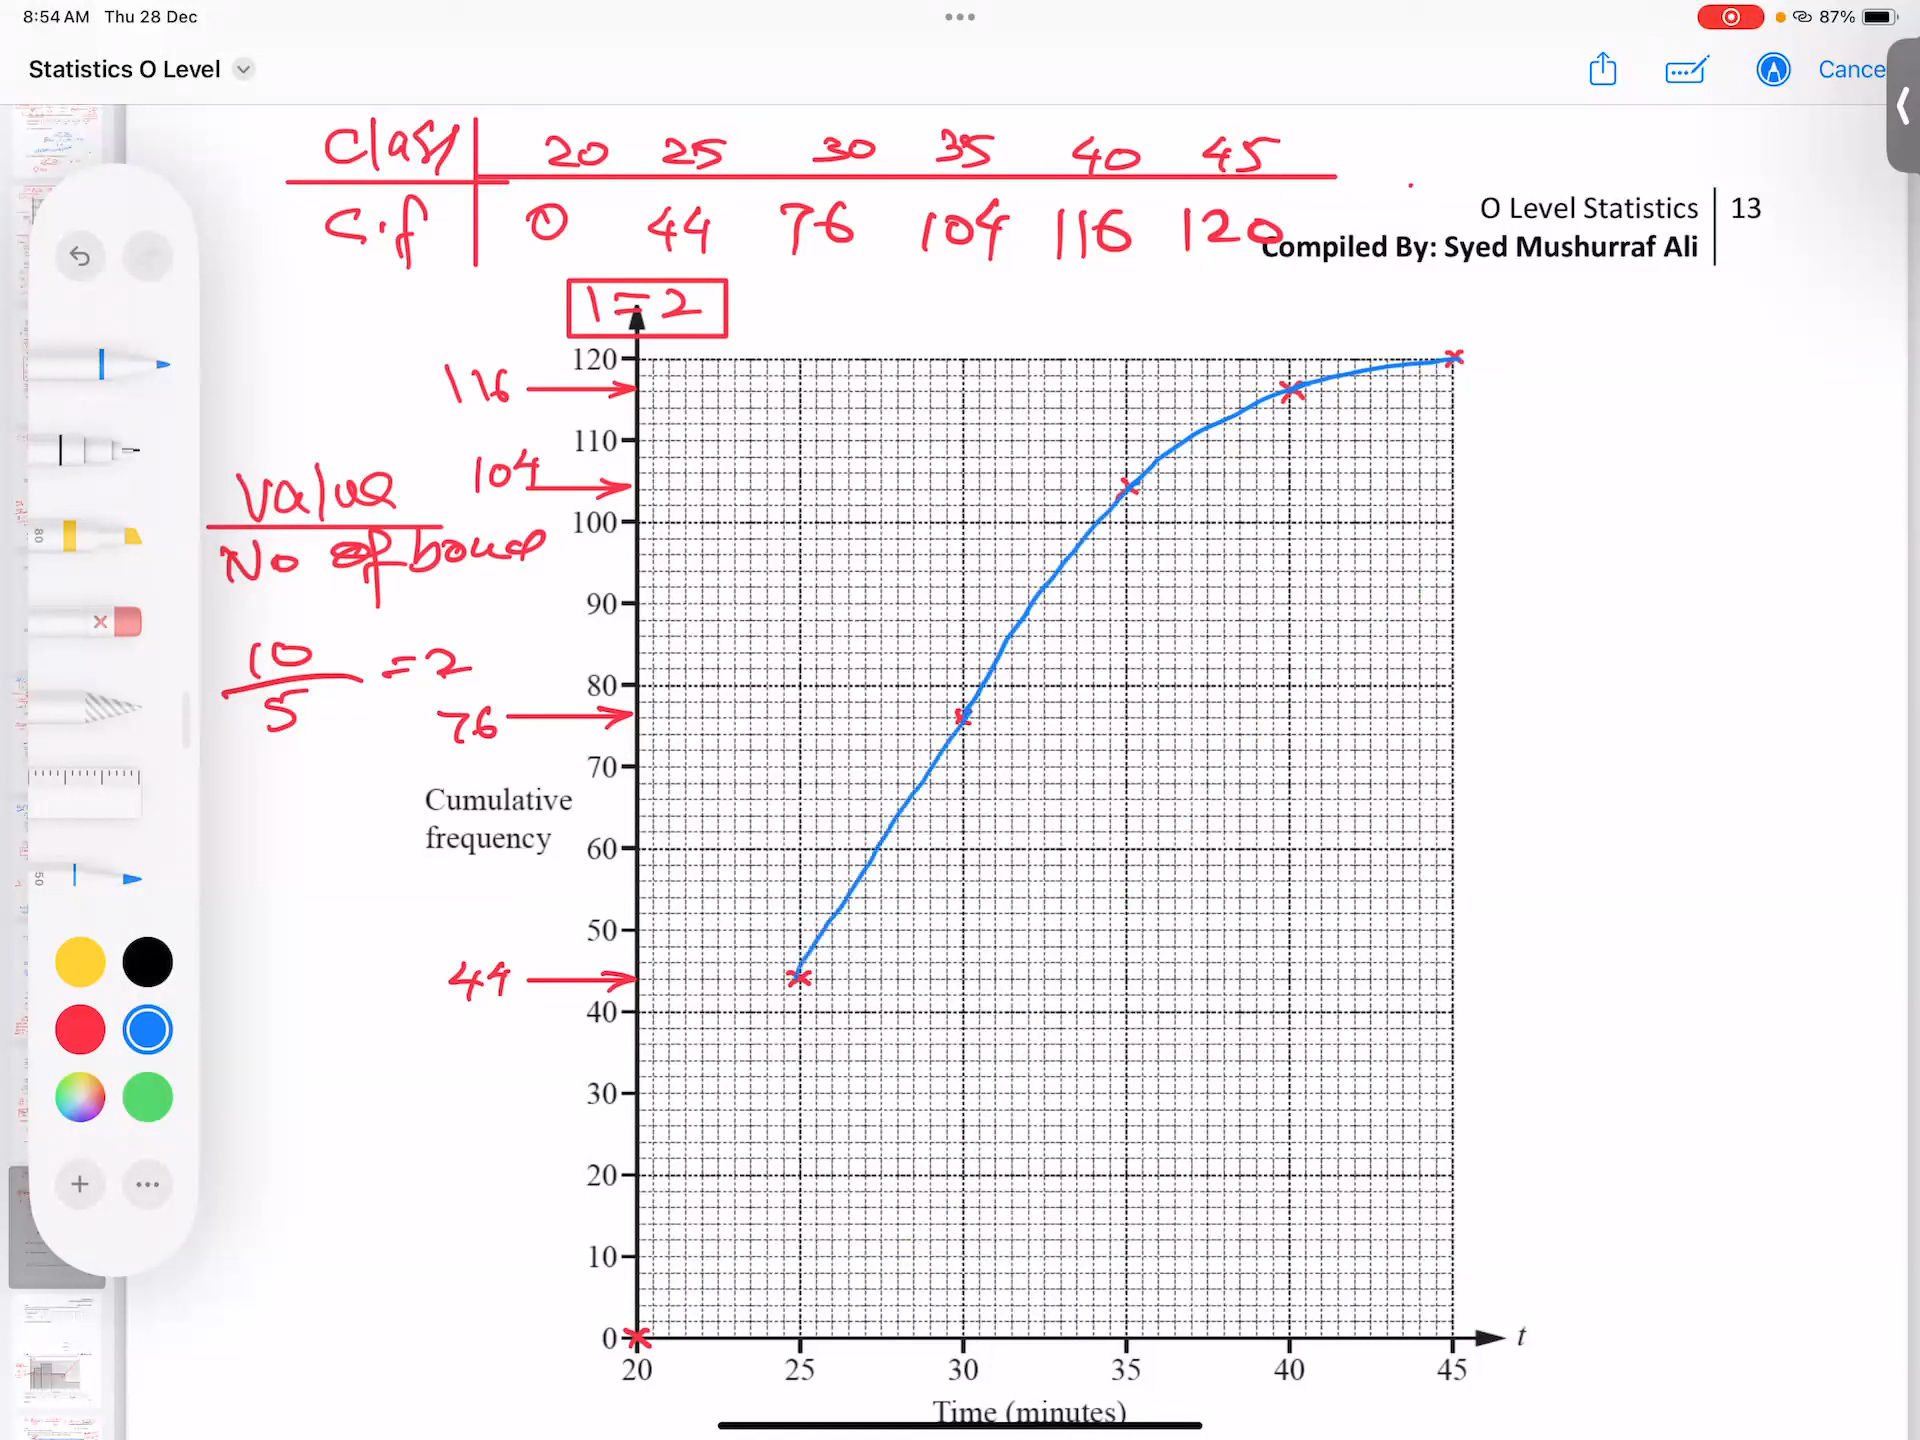 8:54 AM Thu 28 Dec
87%
Statistics O Level
Cance
Class 20 25 30 35 40 45
C.f 0 44 76 104 116 120
O Level Statistics 13
Compiled By: Syed Mushurraf Ali
1 = 2
120
116
110
104
Value
100
No of
90
10
5
= 2
80
76
70
Cumulative
frequency
60
50
44
40
30
20
10
0
20 25 30 35 40 45
t
Time (minutes)
80
50